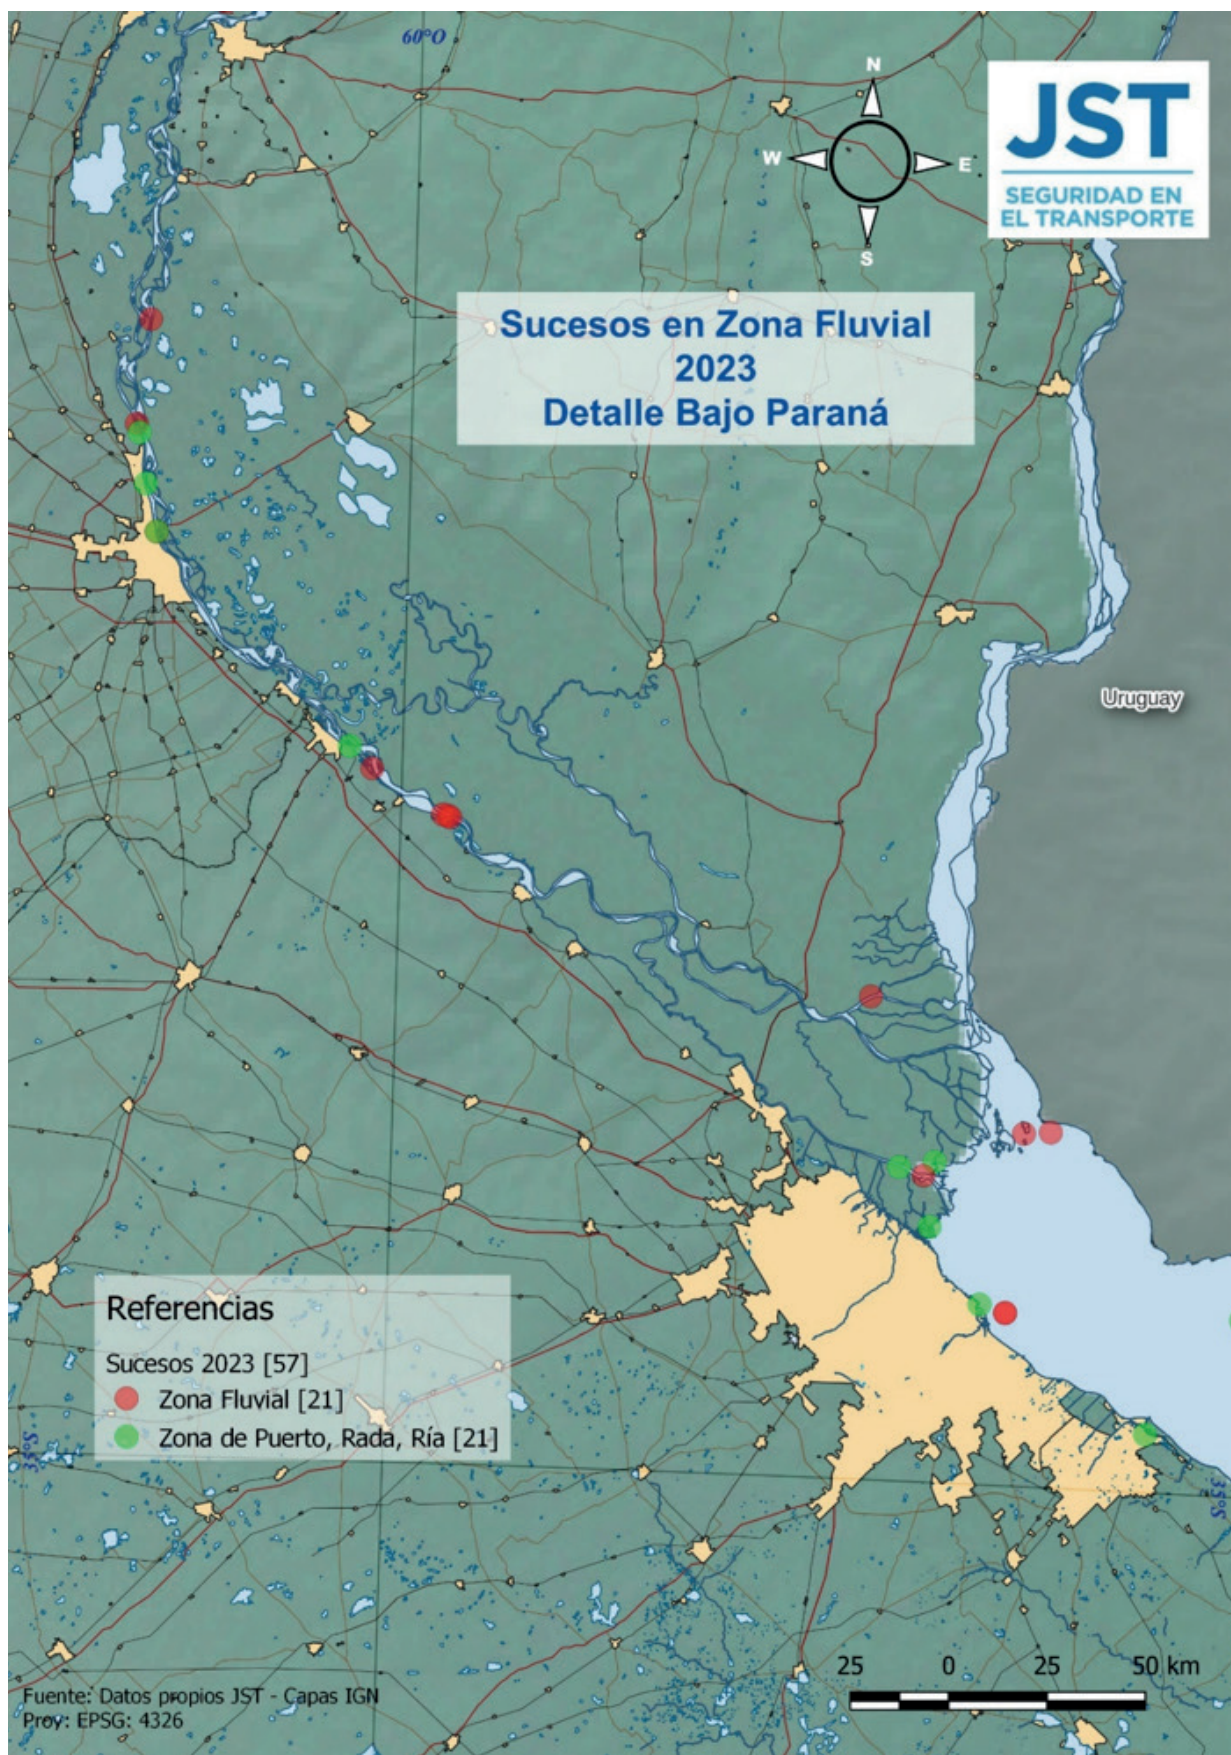 60°O
N
W
E
S
JST
SEGURIDAD EN
EL TRANSPORTE
Sucesos en Zona Fluvial
2023
Detalle Bajo Paraná
Uruguay
Referencias
Sucesos 2023 [57]
Zona Fluvial [21]
Zona de Puerto, Rada, Ría [21]
35°S
35°S
25 0 25 50 km
Fuente: Datos propios JST - Capas IGN
Proy: EPSG: 4326